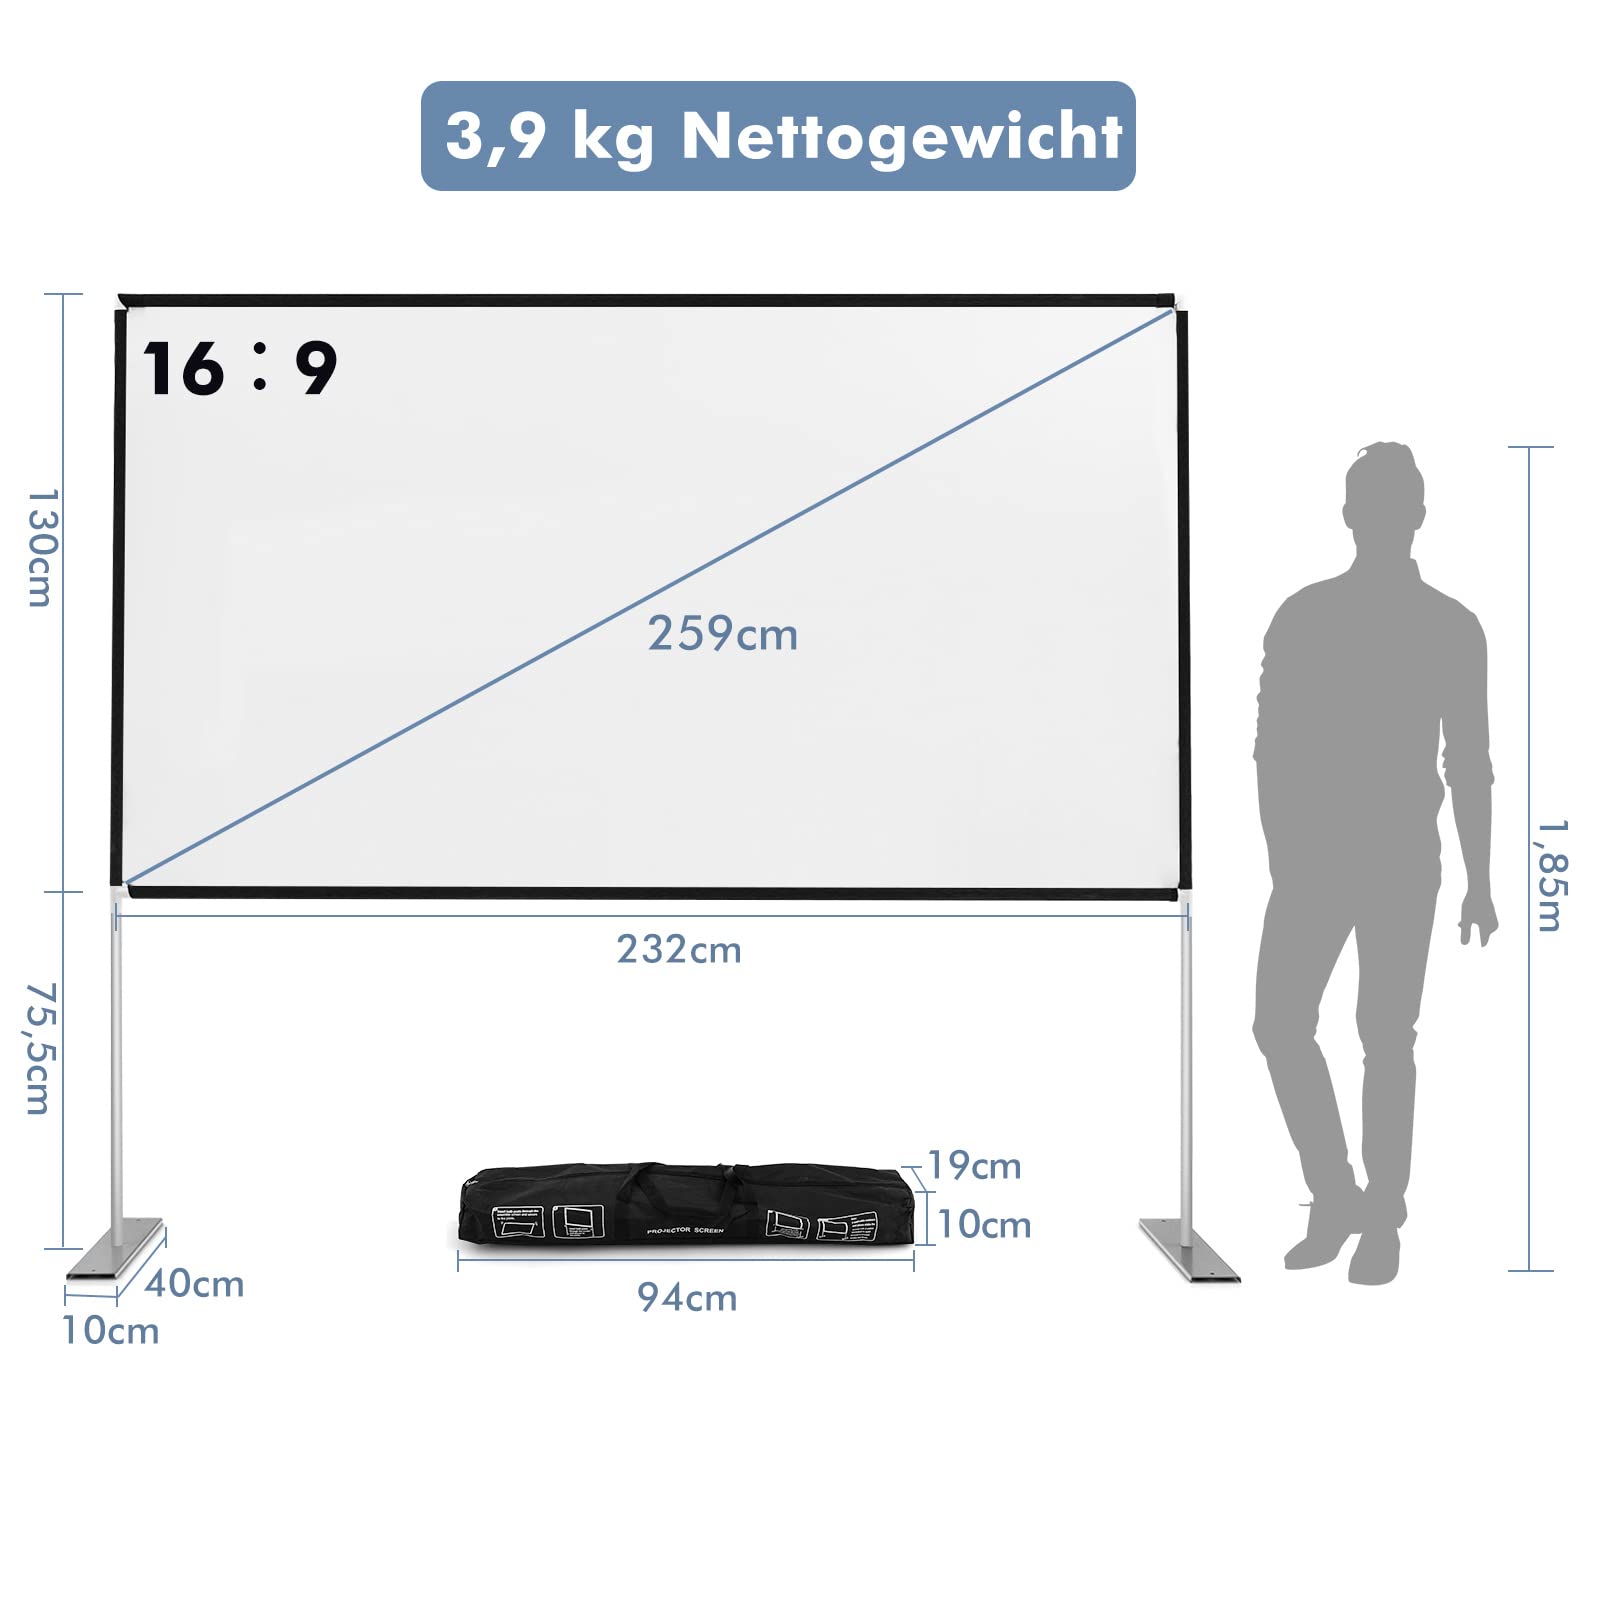 3,9 kg Nettogewicht
16 : 9
130cm
259cm
232cm
75,5cm
1,85m
19cm
10cm
PROJECTOR SCREEN
94cm
40cm
10cm